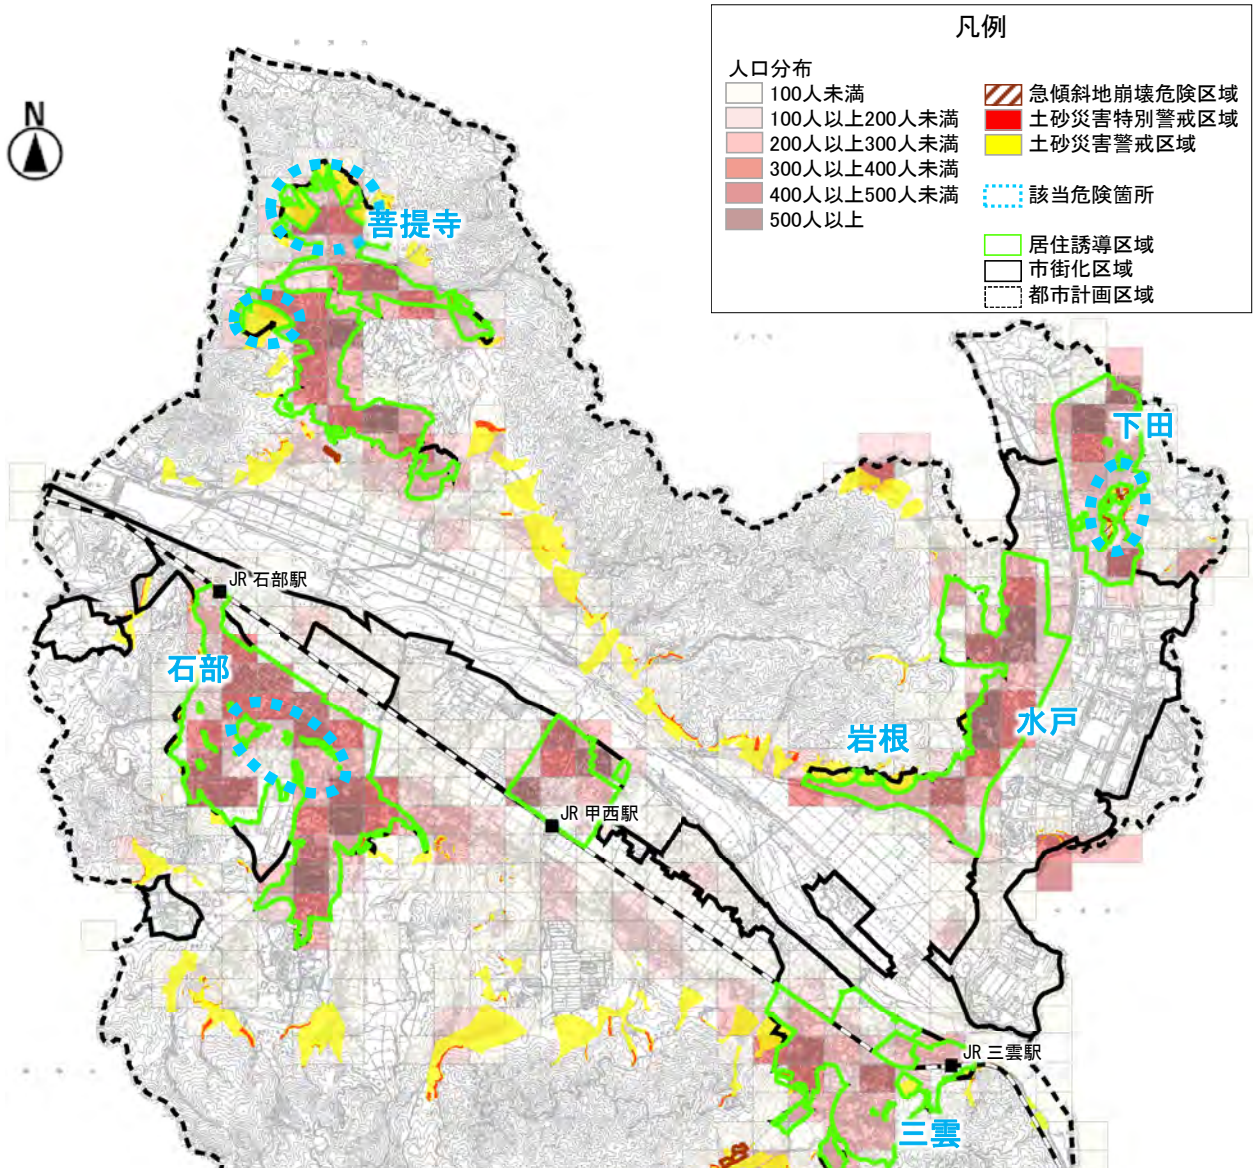 凡例
人口分布
100人未満
100人以上200人未満
200人以上300人未満
300人以上400人未満
400人以上500人未満
500人以上
急傾斜地崩壊危険区域
土砂災害特別警戒区域
土砂災害警戒区域
該当危険箇所
居住誘導区域
市街化区域
都市計画区域
N
菩提寺
下田
JR 石部駅
石部
水戸
岩根
JR 甲西駅
JR 三雲駅
三雲